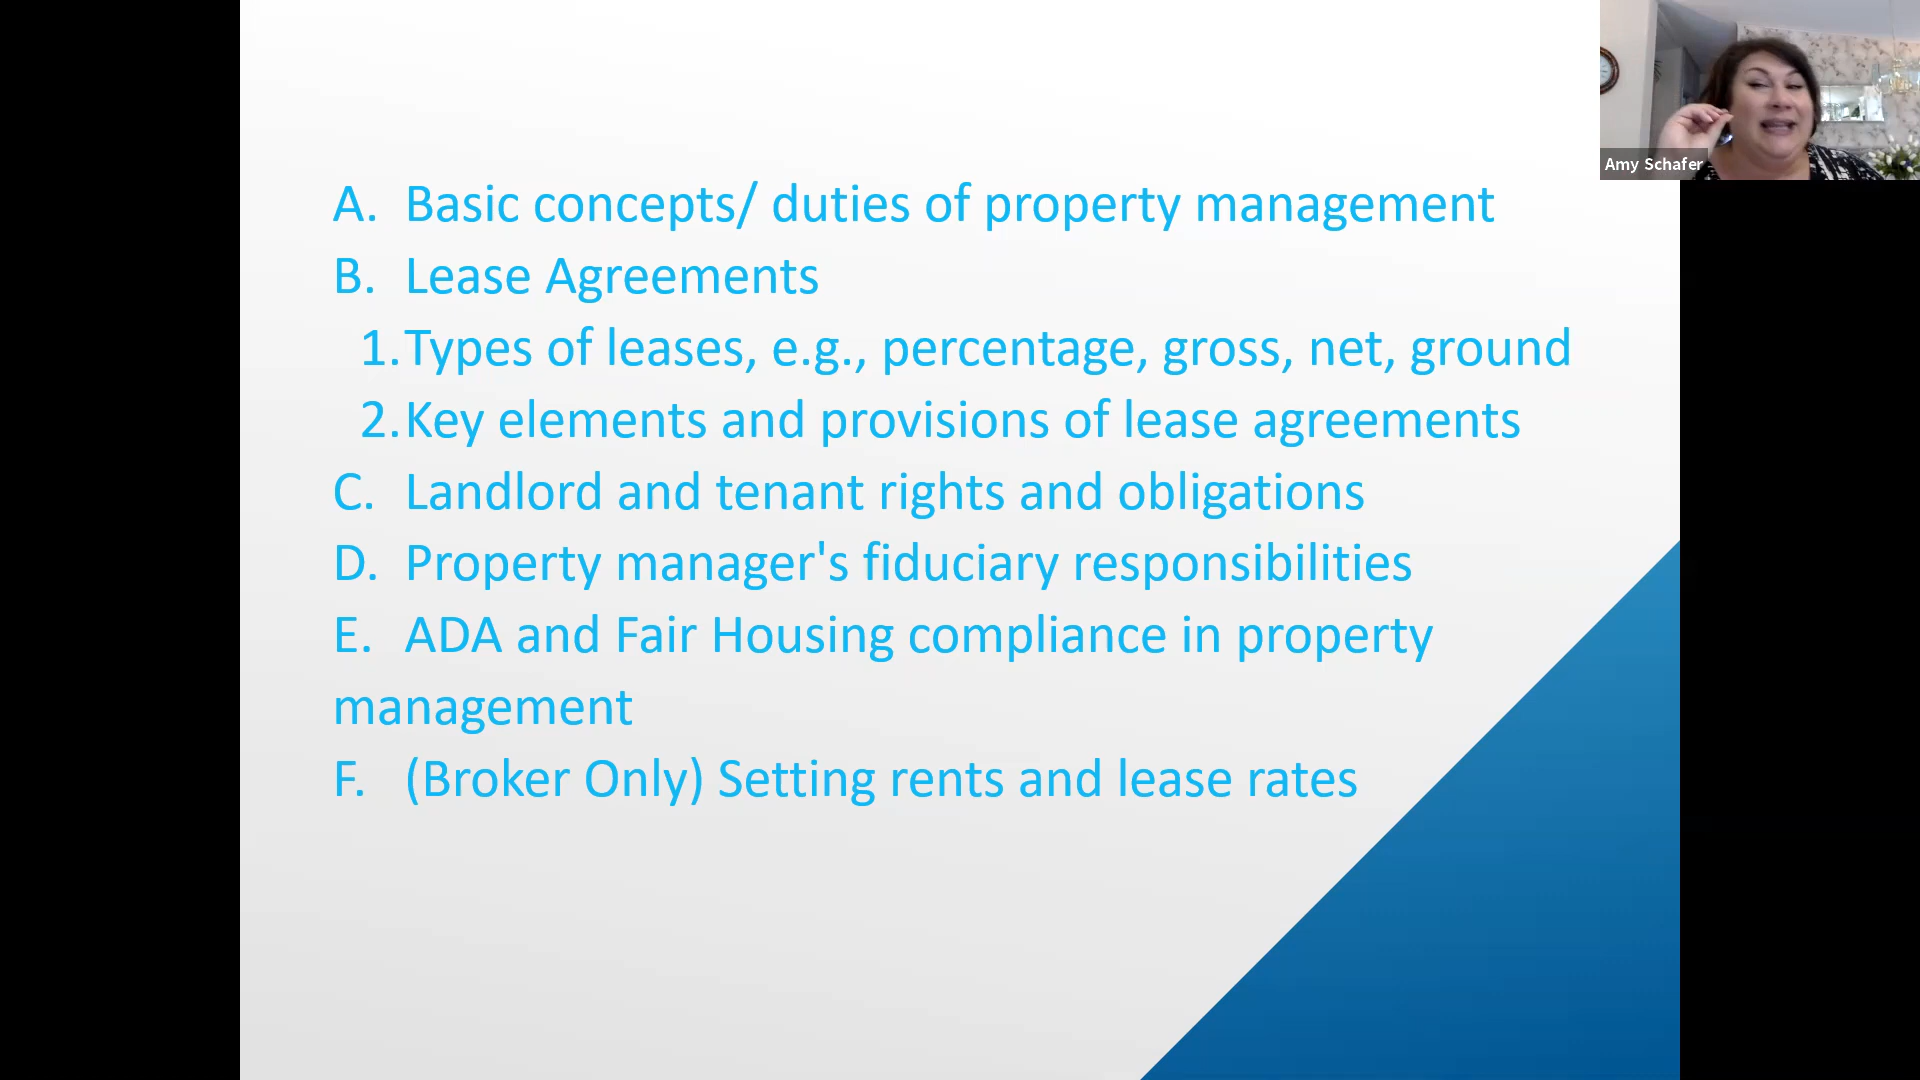 Amy Schafer
A. Basic concepts/ duties of property management
B. Lease Agreements
1. Types of leases, e.g., percentage, gross, net, ground
2. Key elements and provisions of lease agreements
C. Landlord and tenant rights and obligations
D. Property manager's fiduciary responsibilities
E. ADA and Fair Housing compliance in property
management
F. (Broker Only) Setting rents and lease rates